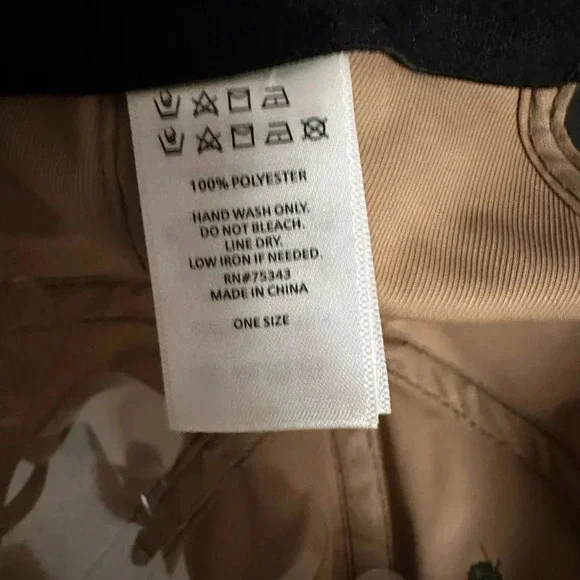 100% POLYESTER
HAND WASH ONLY.
DO NOT BLEACH.
LINE DRY.
LOW IRON IF NEEDED.
RN#75343
MADE IN CHINA
ONE SIZE